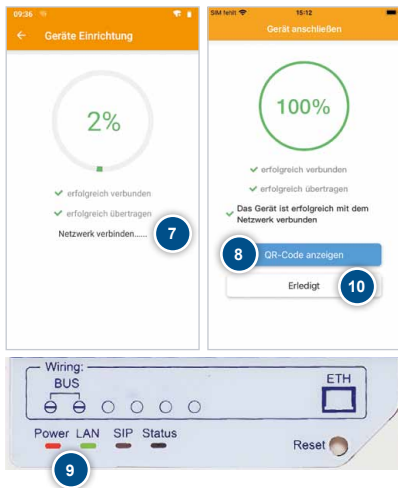 09:36
Geräte Einrichtung
2%
erfolgreich verbunden
erfolgreich übertragen
Netzwerk verbinden......
7
SIM fehlt
15:12
Gerät anschließen
100%
erfolgreich verbunden
erfolgreich übertragen
Das Gerät ist erfolgreich mit dem
Netzwerk verbunden
8
QR-Code anzeigen
Erledigt
10
Wiring:
BUS
ETH
Power LAN SIP Status
Reset
9